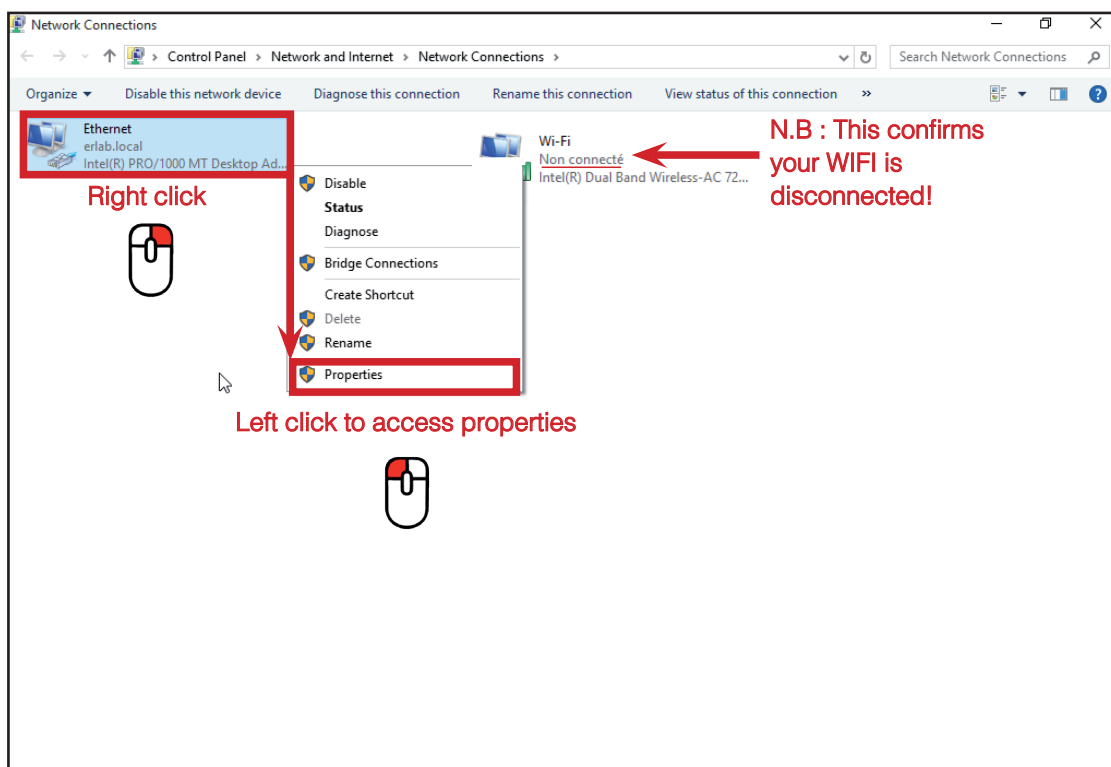 Network Connections
Control Panel > Network and Internet > Network Connections >
Search Network Connections
Organize
Disable this network device
Diagnose this connection
Rename this connection
View status of this connection
»
Ethernet
erlab.local
Intel(R) PRO/1000 MT Desktop Ad...
Wi-Fi
Non connecté
Intel(R) Dual Band Wireless-AC 72...
N.B : This confirms
your WIFI is
disconnected!
Right click
Disable
Status
Diagnose
Bridge Connections
Create Shortcut
Delete
Rename
Properties
Left click to access properties